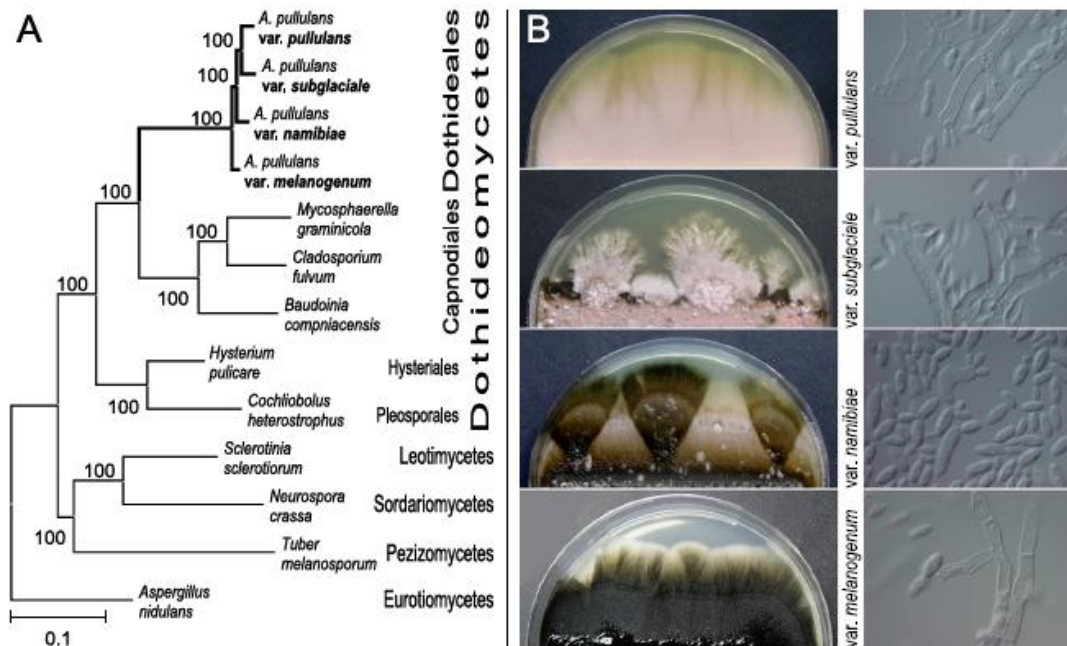 A
A. pullulans
var. pullulans
A. pullulans
var. subglaciale
A. pullulans
var. namibiae
A. pullulans
var. melanogenum
Mycosphaerella
graminicola
Cladosporium
fulvum
Baudoinia
compniacensis
Hysterium
pulicare
Cochliobolus
heterostrophus
Sclerotinia
sclerotiorum
Neurospora
crassa
Tuber
melanosporum
Aspergillus
nidulans
100
100
100
100
100
100
100
100
100
100
100
0.1
Capnodiales Dothideales
Dothideomycetes
Hysteriales
Pleosporales
Leotimycetes
Sordariomycetes
Pezizomycetes
Eurotiomycetes
B
var. pullulans
var. subglaciale
var. namibiae
var. melanogenum